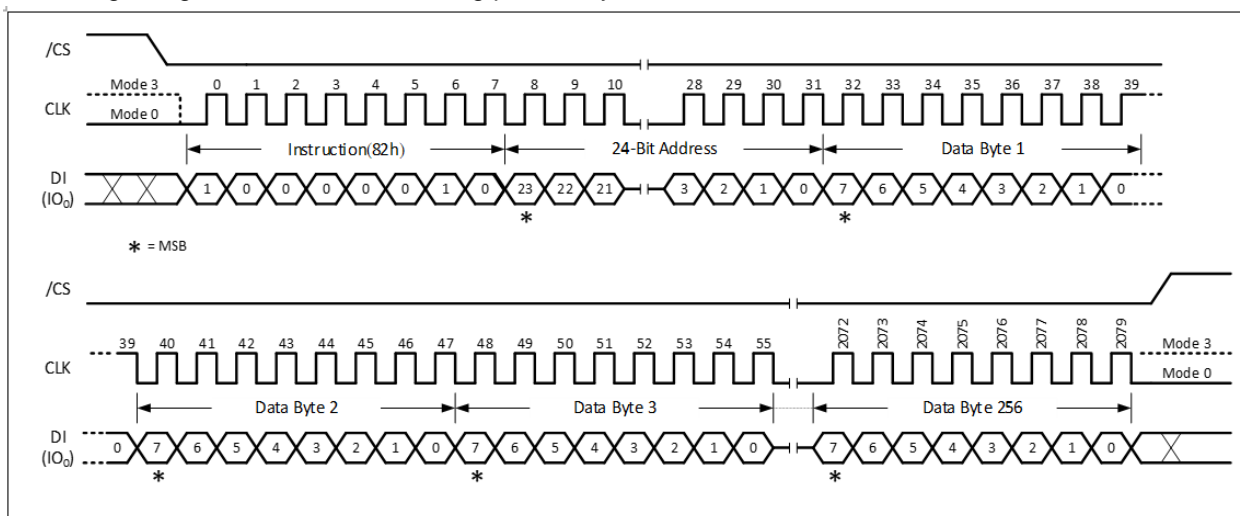 /CS
Mode 3 0 1 2 3 4 5 6 7 8 9 10 28 29 30 31 32 33 34 35 36 37 38 39
CLK Mode 0
Instruction(82h) 24-Bit Address Data Byte 1
DI (IO₀) 1 0 0 0 0 0 1 0 23 22 21 3 2 1 0 7 6 5 4 3 2 1 0
* *
* = MSB
/CS
39 40 41 42 43 44 45 46 47 48 49 50 51 52 53 54 55 2072 2073 2074 2075 2076 2077 2078 2079 Mode 3
CLK Mode 0
Data Byte 2 Data Byte 3 Data Byte 256
DI (IO₀) 0 7 6 5 4 3 2 1 0 7 6 5 4 3 2 1 0 7 6 5 4 3 2 1 0
* * *